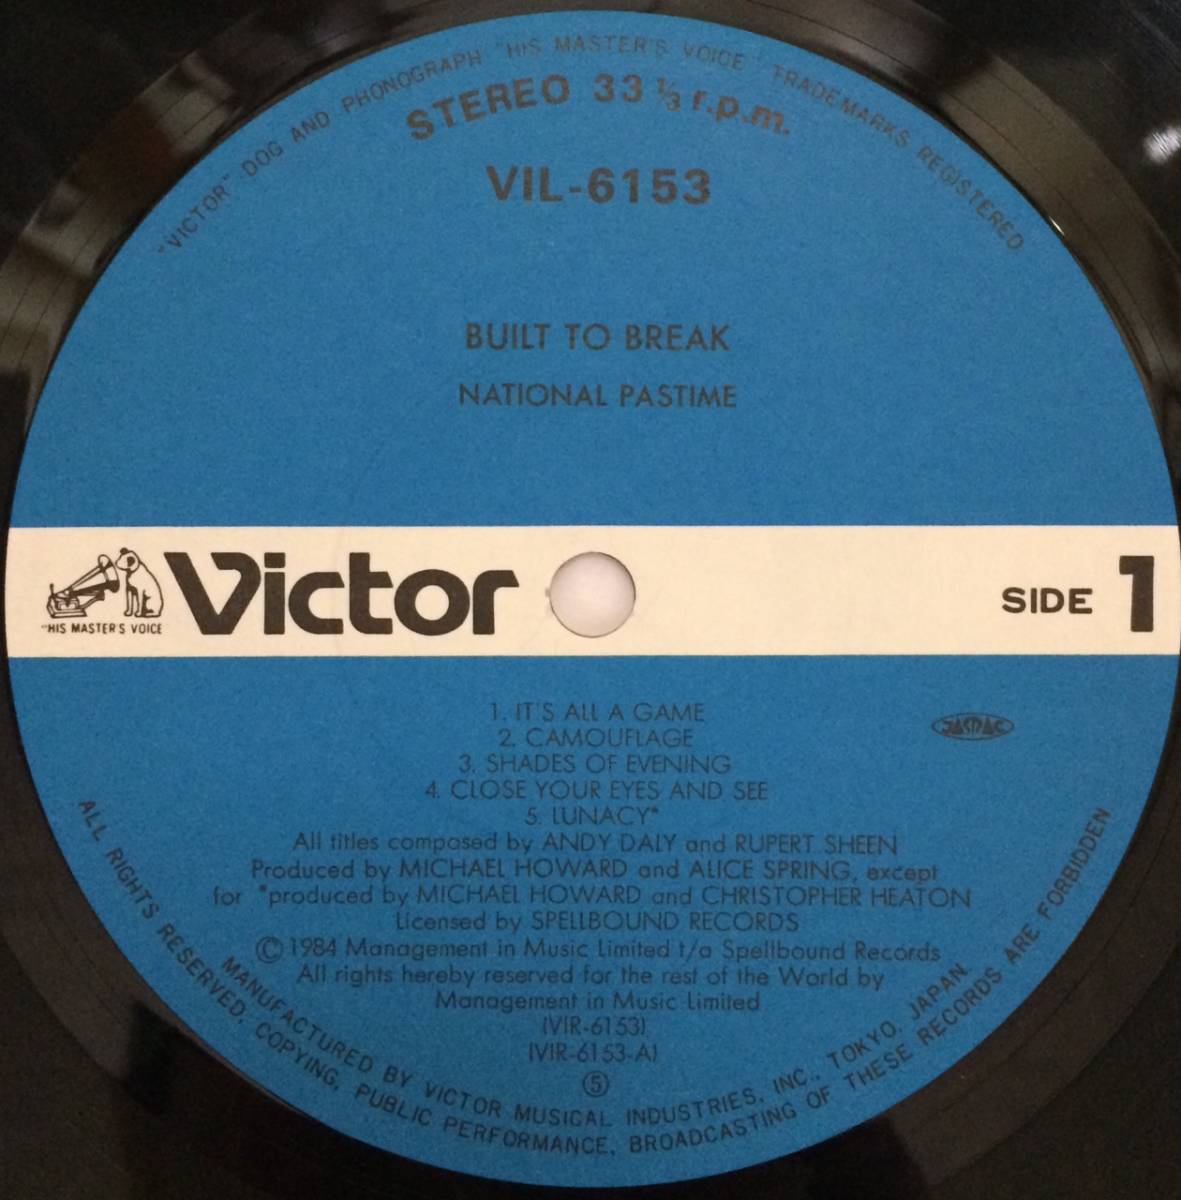 "VICTOR" DOG AND PHONOGRAPH "HIS MASTER'S VOICE" TRADEMARKS REGISTERED
STEREO 33 ⅓ r.p.m.
VIL-6153
BUILT TO BREAK
NATIONAL PASTIME
"HIS MASTER'S VOICE
Victor
SIDE 1
1. IT'S ALL A GAME
2. CAMOUFLAGE
3. SHADES OF EVENING
4. CLOSE YOUR EYES AND SEE
5. LUNACY*
JASRAC
All titles composed by ANDY DALY and RUPERT SHEEN
Produced by MICHAEL HOWARD and ALICE SPRING, except
for *produced by MICHAEL HOWARD and CHRISTOPHER HEATON
Licensed by SPELLBOUND RECORDS
Ⓒ 1984 Management in Music Limited t/a Spellbound Records
All rights hereby reserved for the rest of the World by
Management in Music Limited
(VIR-6153)
(VIR-6153-A)
⑤
MANUFACTURED BY VICTOR MUSICAL INDUSTRIES, INC., TOKYO, JAPAN.
ALL RIGHTS RESERVED. COPYING, PUBLIC PERFORMANCE, BROADCASTING OF THESE RECORDS ARE FORBIDDEN